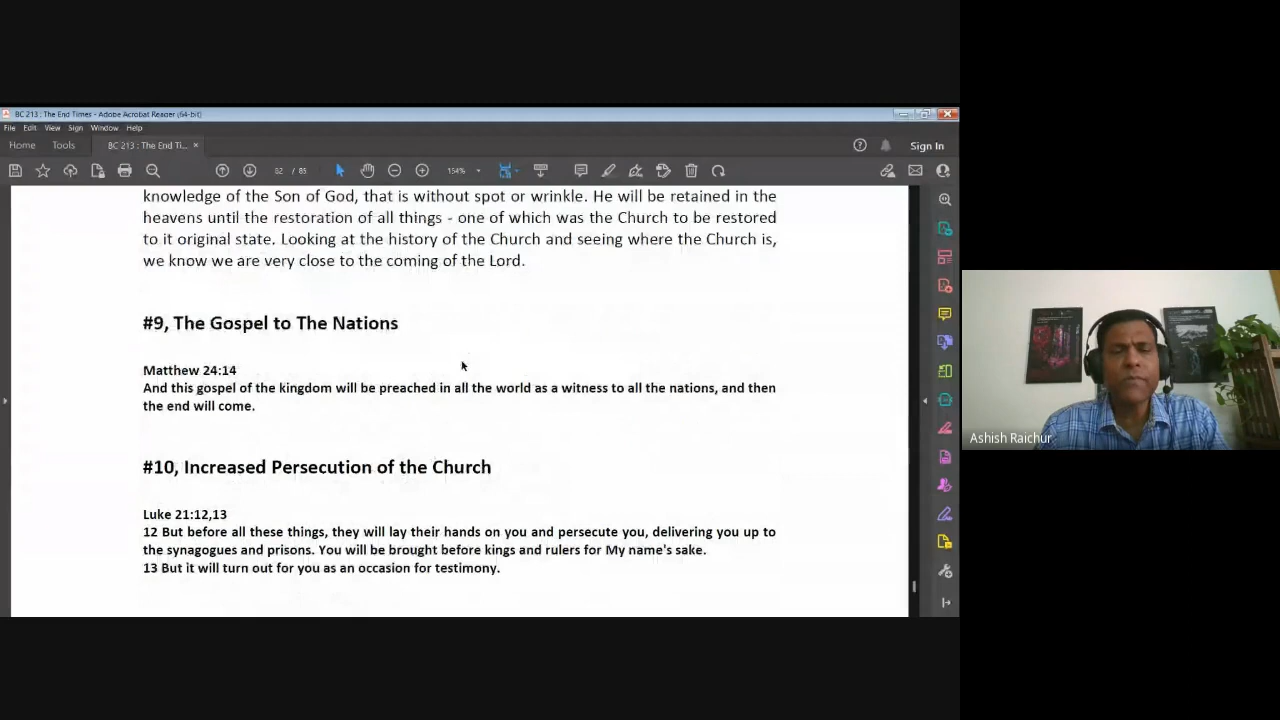 BC 213 : The End Times - Adobe Acrobat Reader (64-bit)
File Edit View Sign Window Help
Home Tools BC 213 : The End Ti... × Sign In
82 / 85 154%
knowledge of the Son of God, that is without spot or wrinkle. He will be retained in the
heavens until the restoration of all things - one of which was the Church to be restored
to it original state. Looking at the history of the Church and seeing where the Church is,
we know we are very close to the coming of the Lord.
#9, The Gospel to The Nations
Matthew 24:14
And this gospel of the kingdom will be preached in all the world as a witness to all the nations, and then
the end will come.
#10, Increased Persecution of the Church
Luke 21:12,13
12 But before all these things, they will lay their hands on you and persecute you, delivering you up to
the synagogues and prisons. You will be brought before kings and rulers for My name's sake.
13 But it will turn out for you as an occasion for testimony.
Ashish Raichur